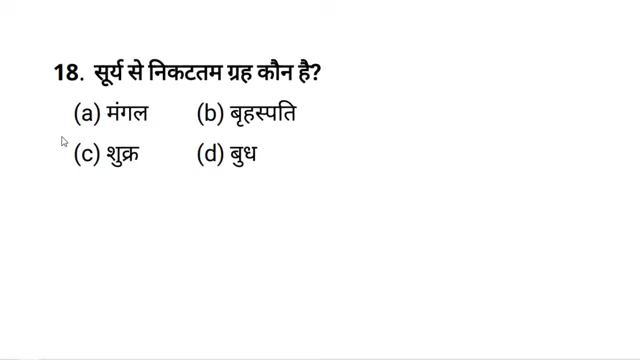 18. सूर्य से निकटतम ग्रह कौन है?
(a) मंगल (b) बृहस्पति
(c) शुक्र (d) बुध